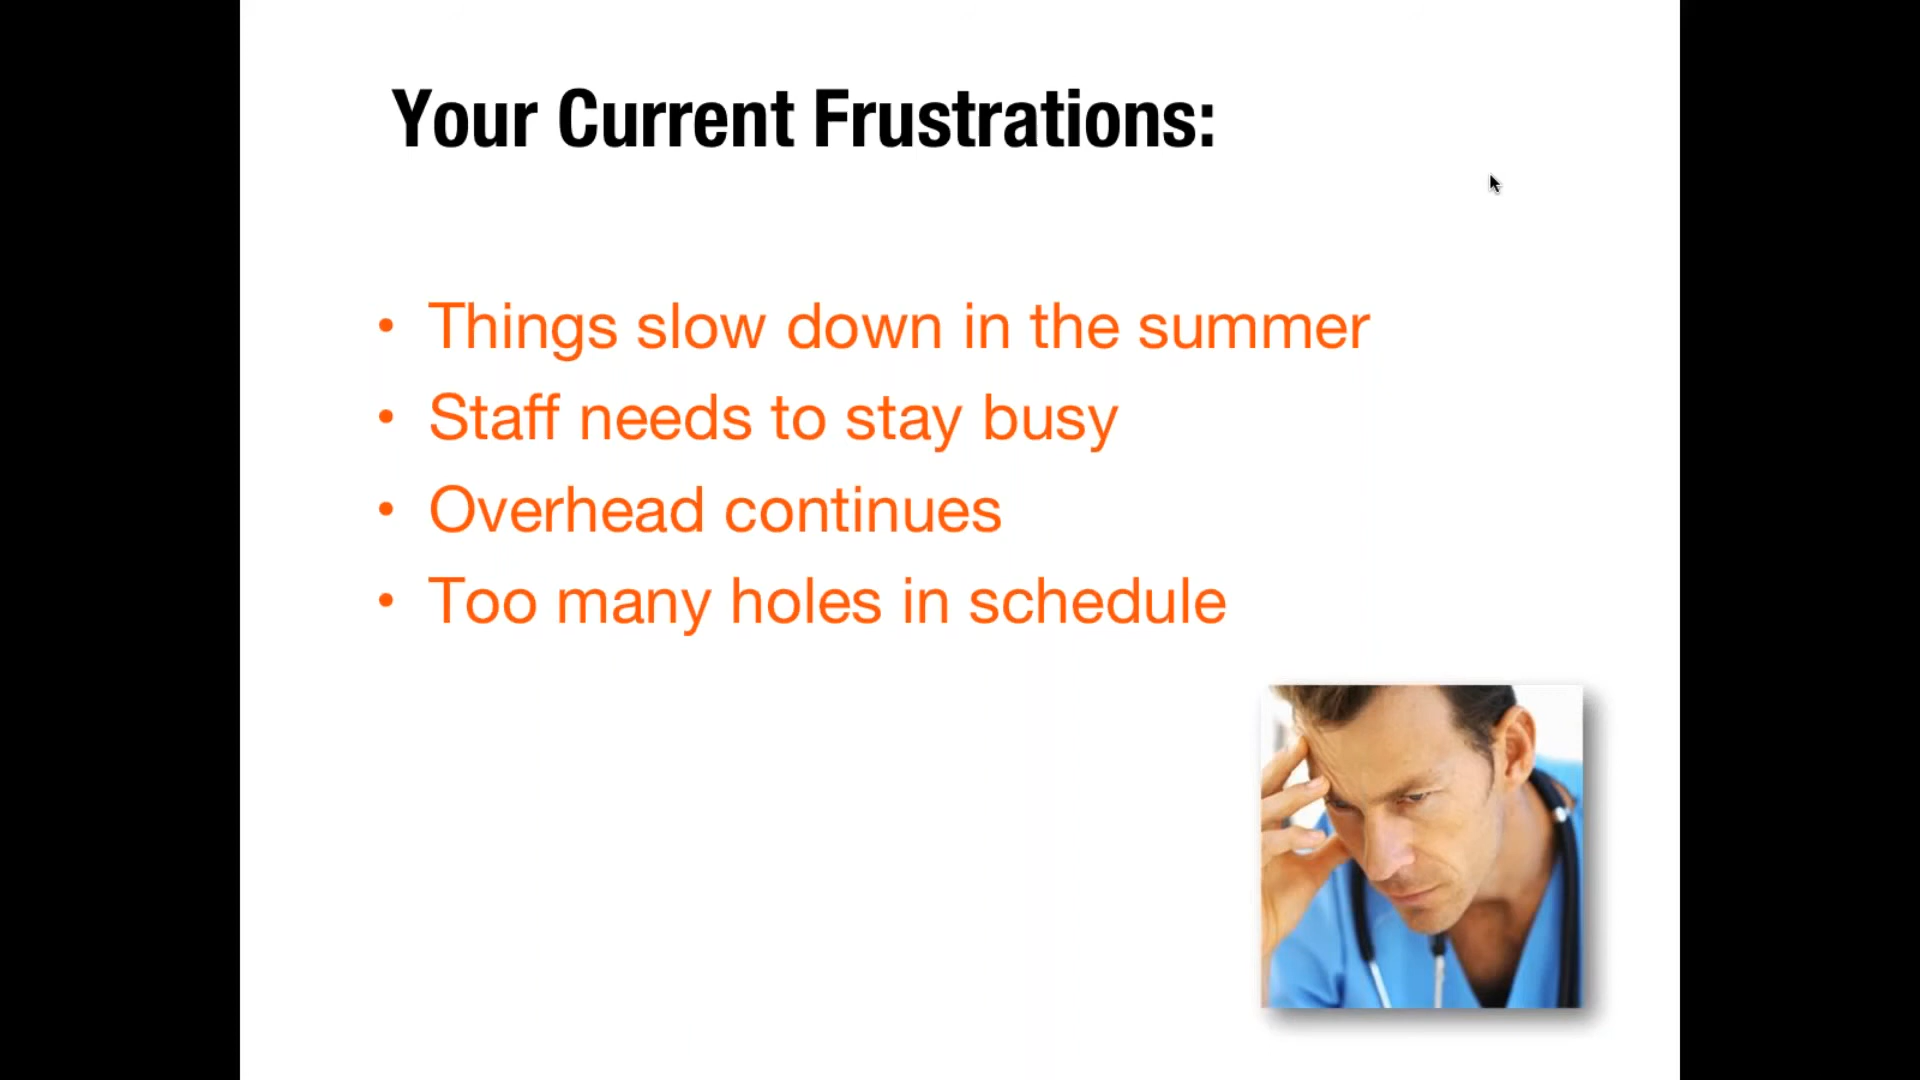 Your Current Frustrations:
• Things slow down in the summer
• Staff needs to stay busy
• Overhead continues
• Too many holes in schedule